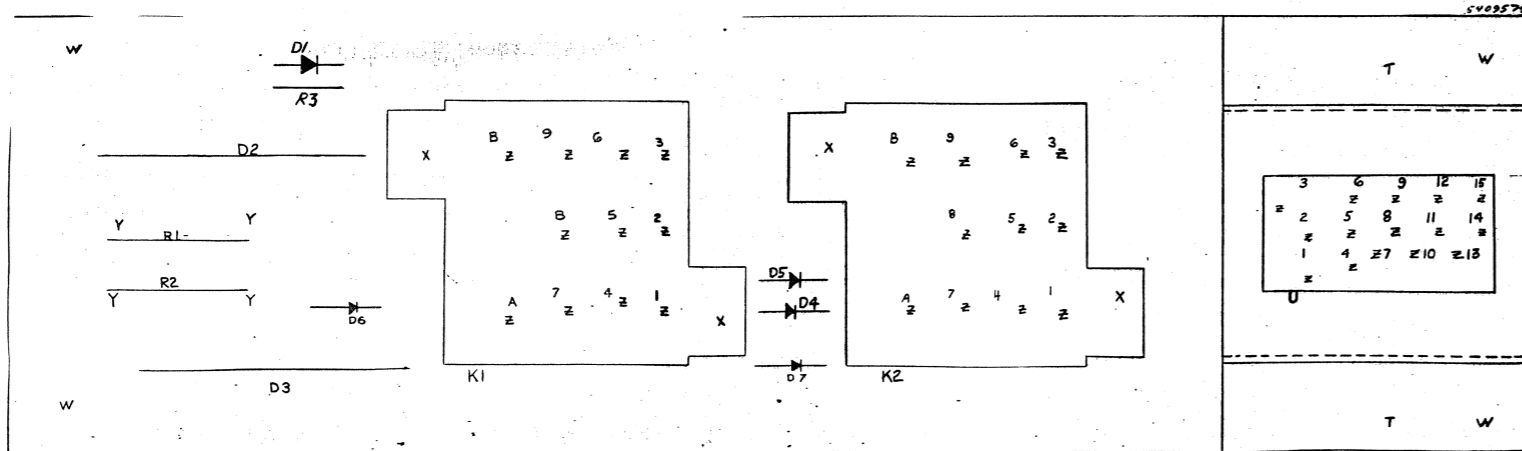 W
D1.
R3
D2
Y Y
R1-
R2
Y Y
D6
D3
W
X
B 9 6 3
Z Z Z Z
B 5 2
Z Z Z
A 7 4 1
Z Z Z Z
X
K1
D5
D4
D7
X
B 9 6 3
Z Z Z Z
8 5 2
Z Z Z
A 7 4 1
Z Z Z Z
X
K2
T W
3 6 9 12 15
Z Z Z Z Z
2 5 8 11 14
Z Z Z Z Z
1 4 Z7 Z10 Z13
Z Z
U
T W